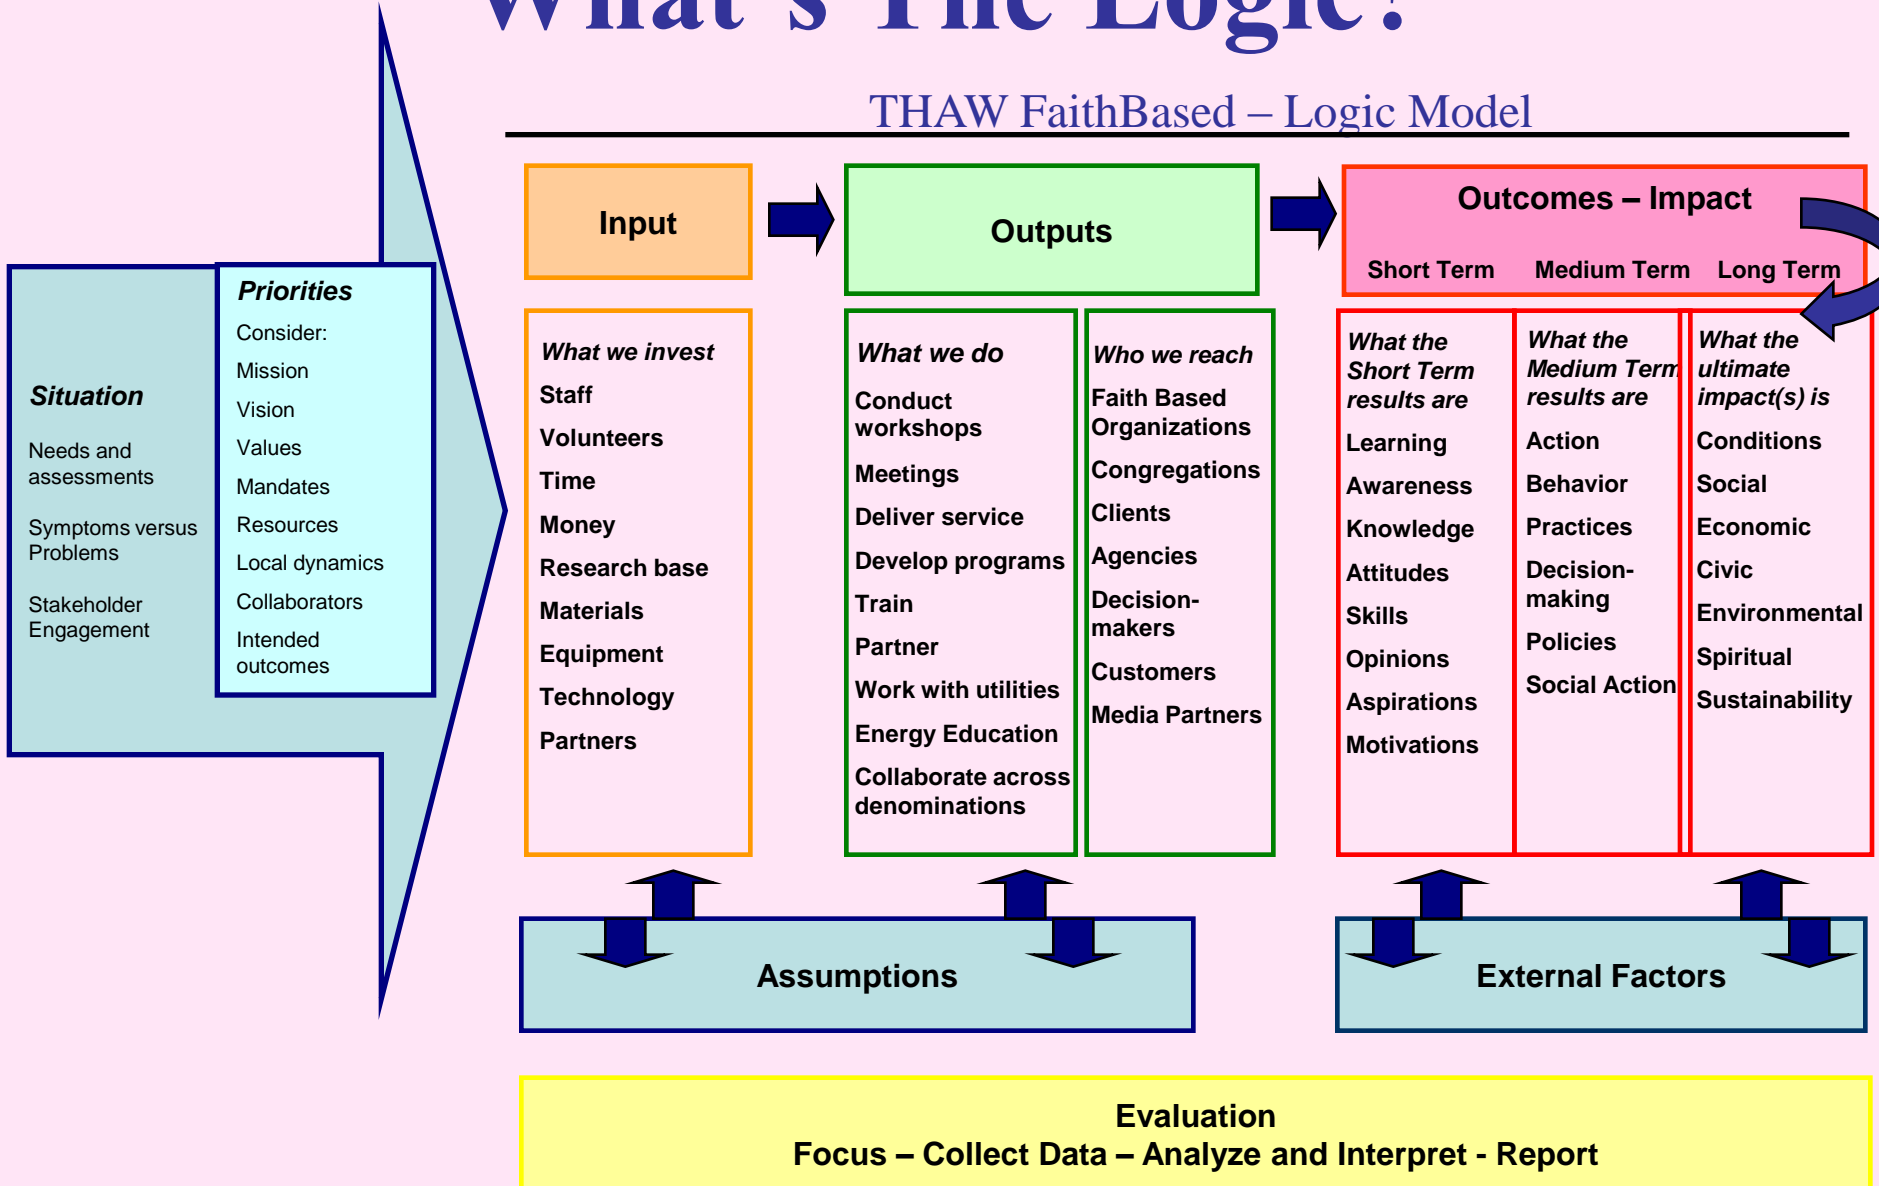 What's The Logic?
THAW FaithBased – Logic Model
Situation
Needs and
assessments
Symptoms versus
Problems
Stakeholder
Engagement
Priorities
Consider:
Mission
Vision
Values
Mandates
Resources
Local dynamics
Collaborators
Intended
outcomes
Input
What we invest
Staff
Volunteers
Time
Money
Research base
Materials
Equipment
Technology
Partners
Outputs
What we do
Conduct
workshops
Meetings
Deliver service
Develop programs
Train
Partner
Work with utilities
Energy Education
Collaborate across
denominations
Who we reach
Faith Based
Organizations
Congregations
Clients
Agencies
Decision-
makers
Customers
Media Partners
Outcomes – Impact
Short Term
Medium Term
Long Term
What the
Short Term
results are
Learning
Awareness
Knowledge
Attitudes
Skills
Opinions
Aspirations
Motivations
What the
Medium Term
results are
Action
Behavior
Practices
Decision-
making
Policies
Social Action
What the
ultimate
impact(s) is
Conditions
Social
Economic
Civic
Environmental
Spiritual
Sustainability
Assumptions
External Factors
Evaluation
Focus – Collect Data – Analyze and Interpret - Report